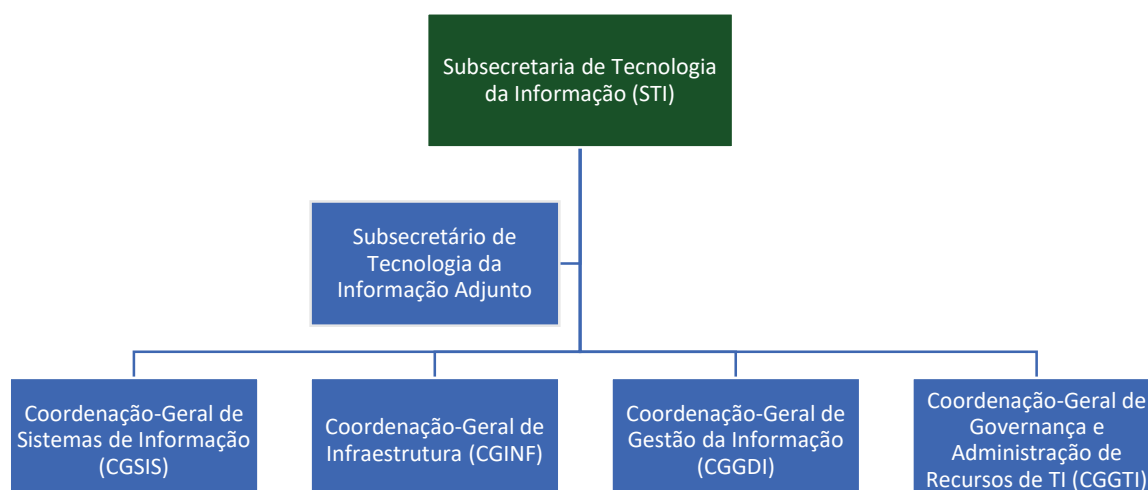 Subsecretaria de Tecnologia
da Informação (STI)
Subsecretário de
Tecnologia da
Informação Adjunto
Coordenação-Geral de
Sistemas de Informação
(CGSIS)
Coordenação-Geral de
Infraestrutura (CGINF)
Coordenação-Geral de
Gestão da Informação
(CGGDI)
Coordenação-Geral de
Governança e
Administração de
Recursos de TI (CGGTI)